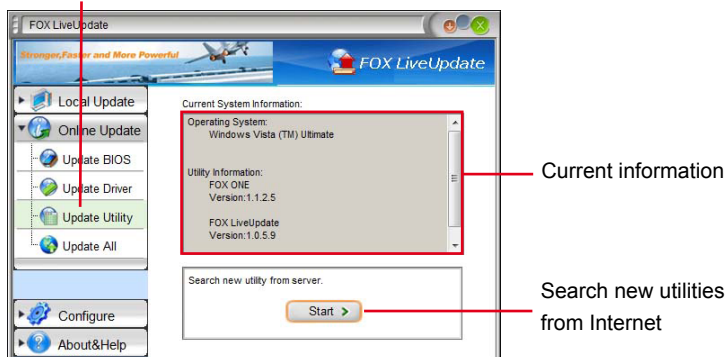 FOX LiveUpdate
Stronger,Faster and More Powerful
FOX LiveUpdate
Local Update
Online Update
Update BIOS
Update Driver
Update Utility
Update All
Configure
About&Help
Current System Information:
Operating System:
Windows Vista (TM) Ultimate
Utility Information:
FOX ONE
Version:1.1.2.5
FOX LiveUpdate
Version:1.0.5.9
Search new utility from server.
Start
Current information
Search new utilities
from Internet